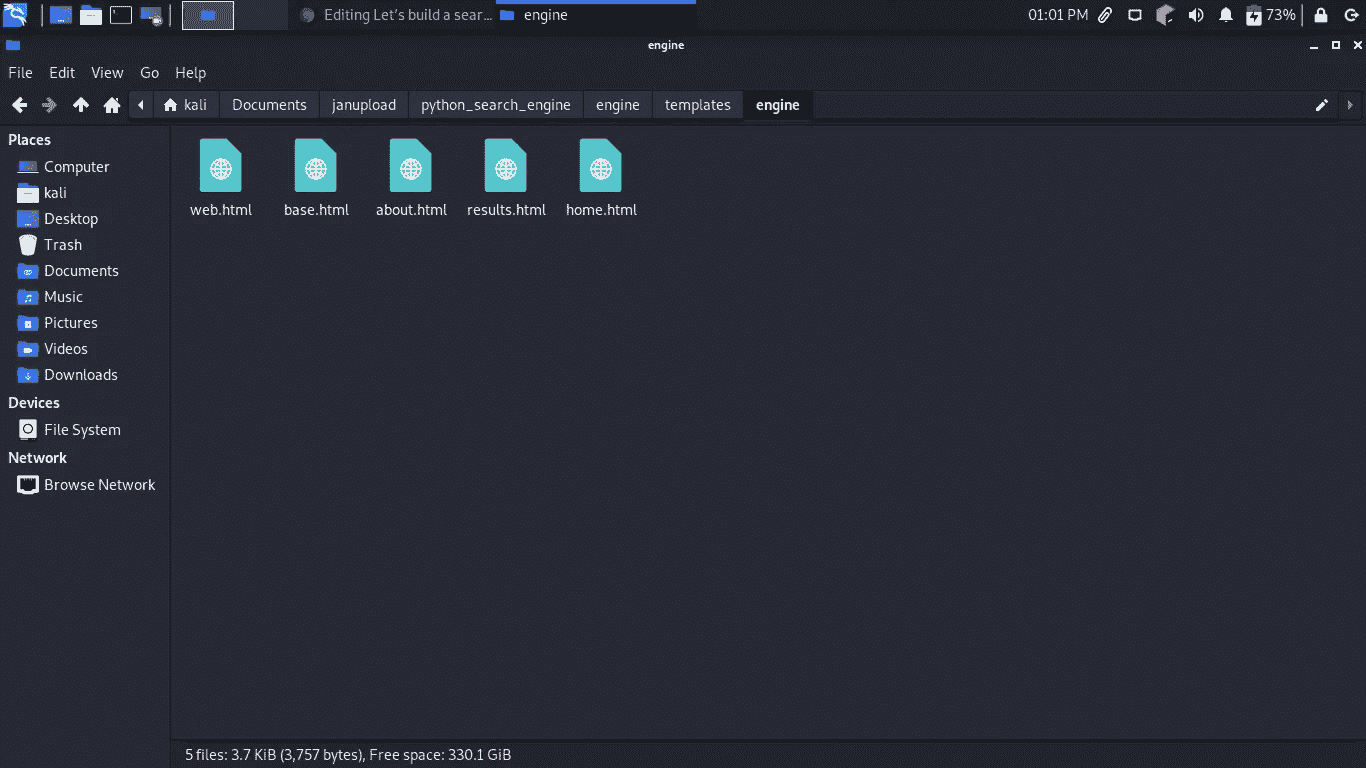 Editing Let's build a sear... engine 01:01 PM 73%
engine
File Edit View Go Help
kali Documents janupload python_search_engine engine templates engine
Places
Computer
kali
Desktop
Trash
Documents
Music
Pictures
Videos
Downloads
Devices
File System
Network
Browse Network
web.html base.html about.html results.html home.html
5 files: 3.7 KiB (3,757 bytes), Free space: 330.1 GiB